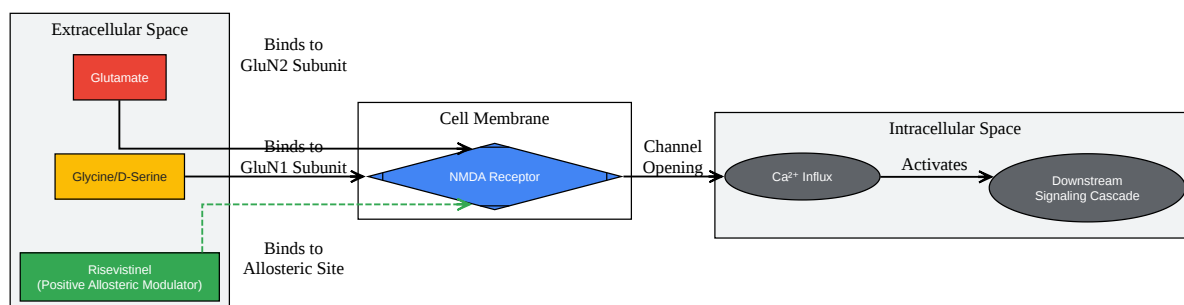 Extracellular Space
Glutamate
Binds to
GluN2 Subunit
Glycine/D-Serine
Binds to
GluN1 Subunit
Risevistinel
(Positive Allosteric Modulator)
Binds to
Allosteric Site
Cell Membrane
NMDA Receptor
Channel
Opening
Intracellular Space
Ca²⁺ Influx
Activates
Downstream
Signaling Cascade